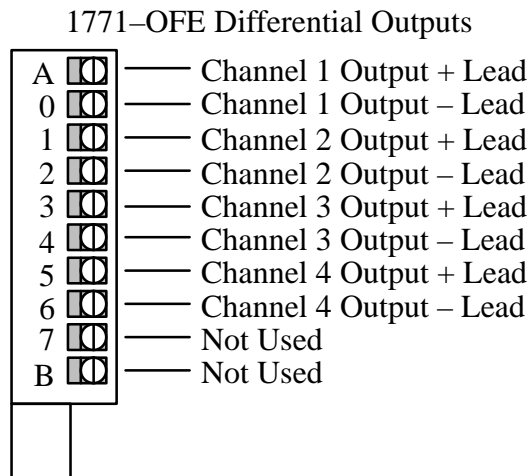 1771–OFE Differential Outputs
A Channel 1 Output + Lead
0 Channel 1 Output – Lead
1 Channel 2 Output + Lead
2 Channel 2 Output – Lead
3 Channel 3 Output + Lead
4 Channel 3 Output – Lead
5 Channel 4 Output + Lead
6 Channel 4 Output – Lead
7 Not Used
B Not Used